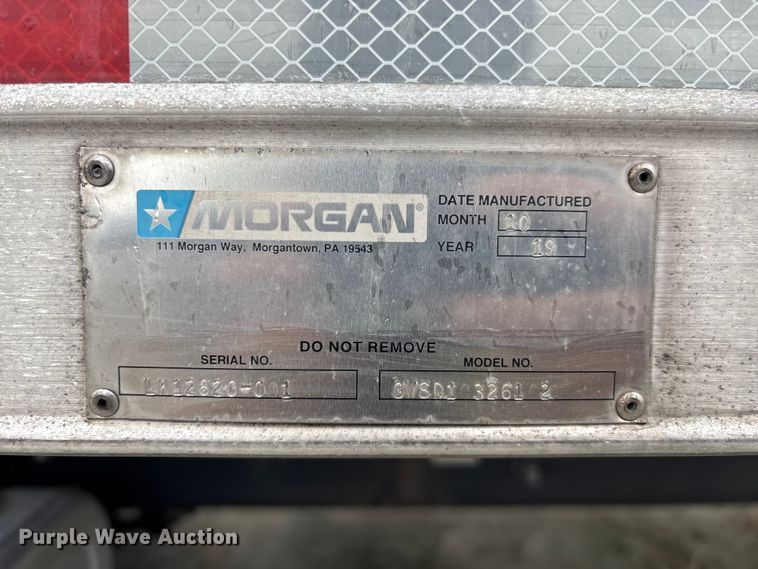 MORGAN®
111 Morgan Way, Morgantown, PA 19543
DATE MANUFACTURED
MONTH 10
YEAR 19
DO NOT REMOVE
SERIAL NO.
MODEL NO.
Purple Wave Auction®